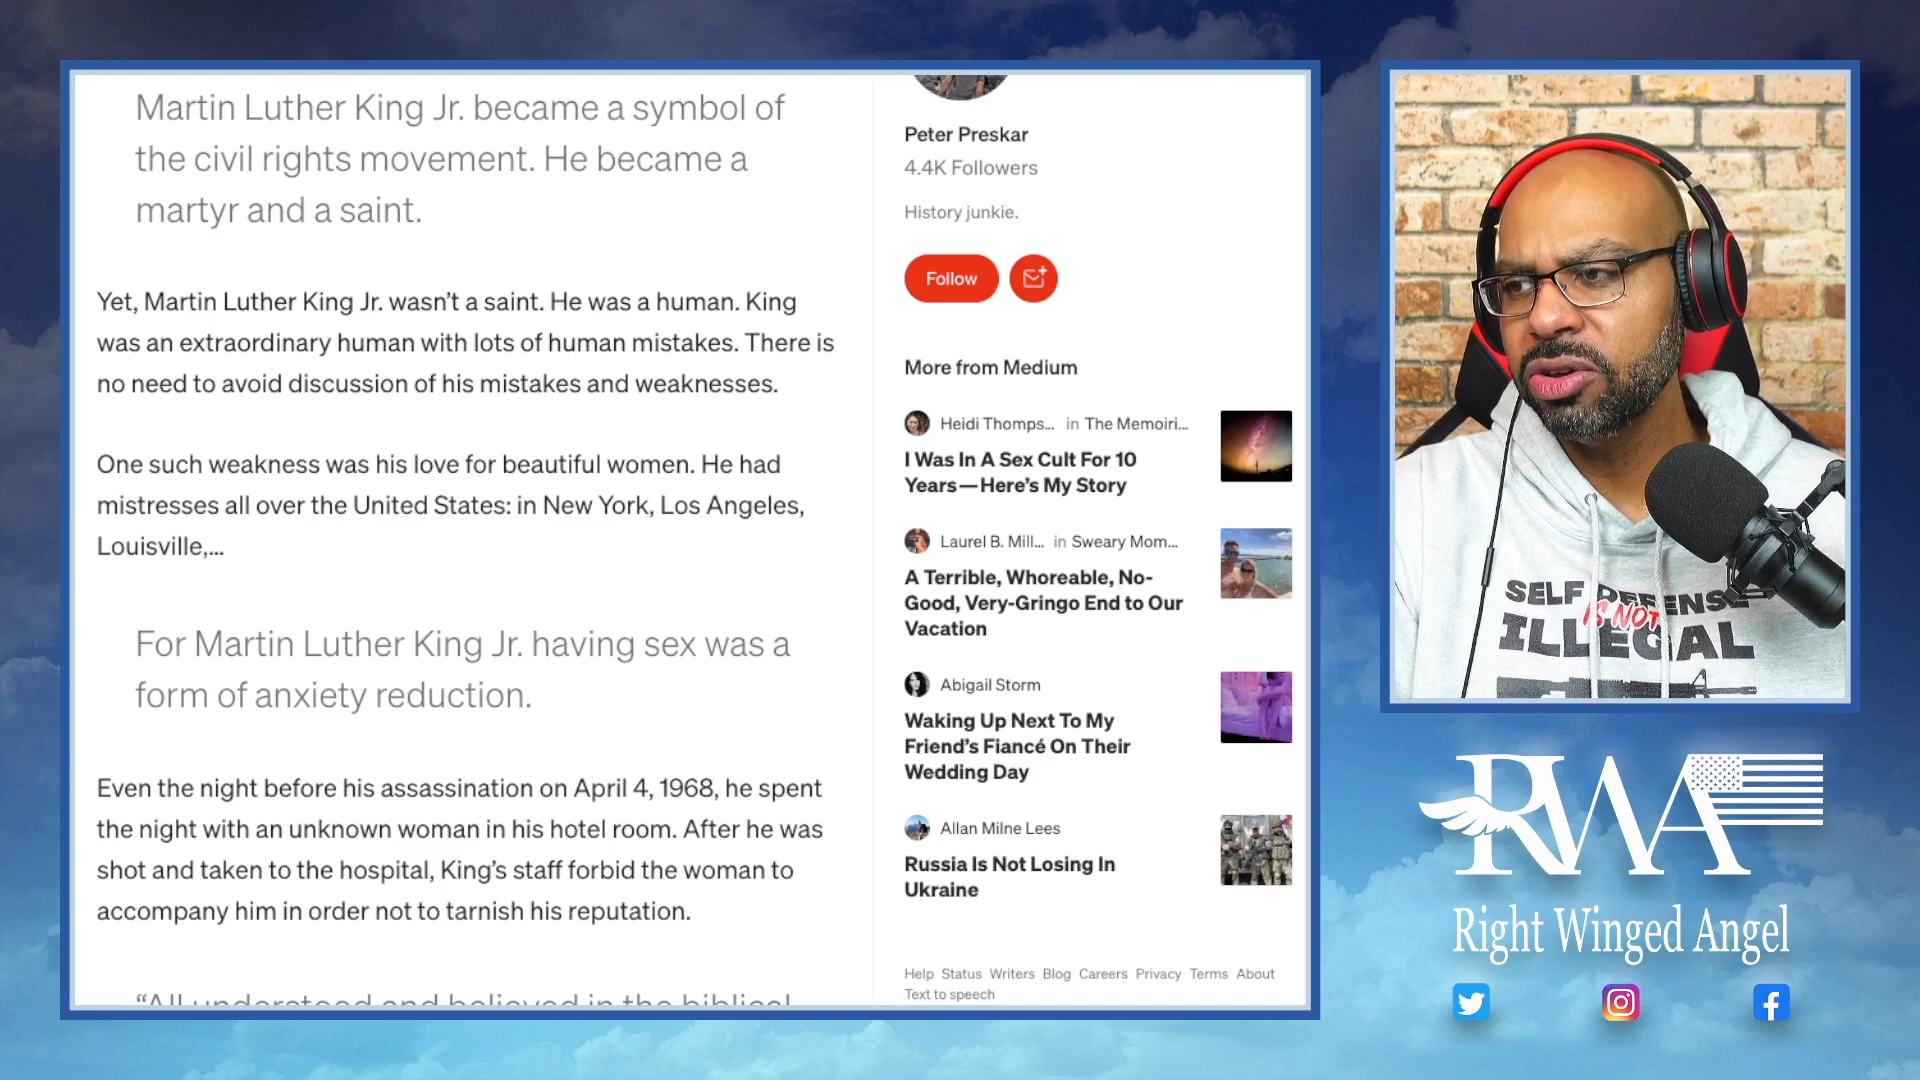 Martin Luther King Jr. became a symbol of
the civil rights movement. He became a
martyr and a saint.
Yet, Martin Luther King Jr. wasn't a saint. He was a human. King
was an extraordinary human with lots of human mistakes. There is
no need to avoid discussion of his mistakes and weaknesses.
One such weakness was his love for beautiful women. He had
mistresses all over the United States: in New York, Los Angeles,
Louisville,...
For Martin Luther King Jr. having sex was a
form of anxiety reduction.
Even the night before his assassination on April 4, 1968, he spent
the night with an unknown woman in his hotel room. After he was
shot and taken to the hospital, King's staff forbid the woman to
accompany him in order not to tarnish his reputation.
“All understood and believed in the biblical
Peter Preskar
4.4K Followers
History junkie.
Follow
More from Medium
Heidi Thomps... in The Memoiri...
I Was In A Sex Cult For 10
Years — Here's My Story
Laurel B. Mill... in Sweary Mom...
A Terrible, Whoreable, No-
Good, Very-Gringo End to Our
Vacation
Abigail Storm
Waking Up Next To My
Friend's Fiancé On Their
Wedding Day
Allan Milne Lees
Russia Is Not Losing In
Ukraine
Help Status Writers Blog Careers Privacy Terms About
Text to speech
SELF DEFENSE
IS NOT
ILLEGAL
RWA
Right Winged Angel